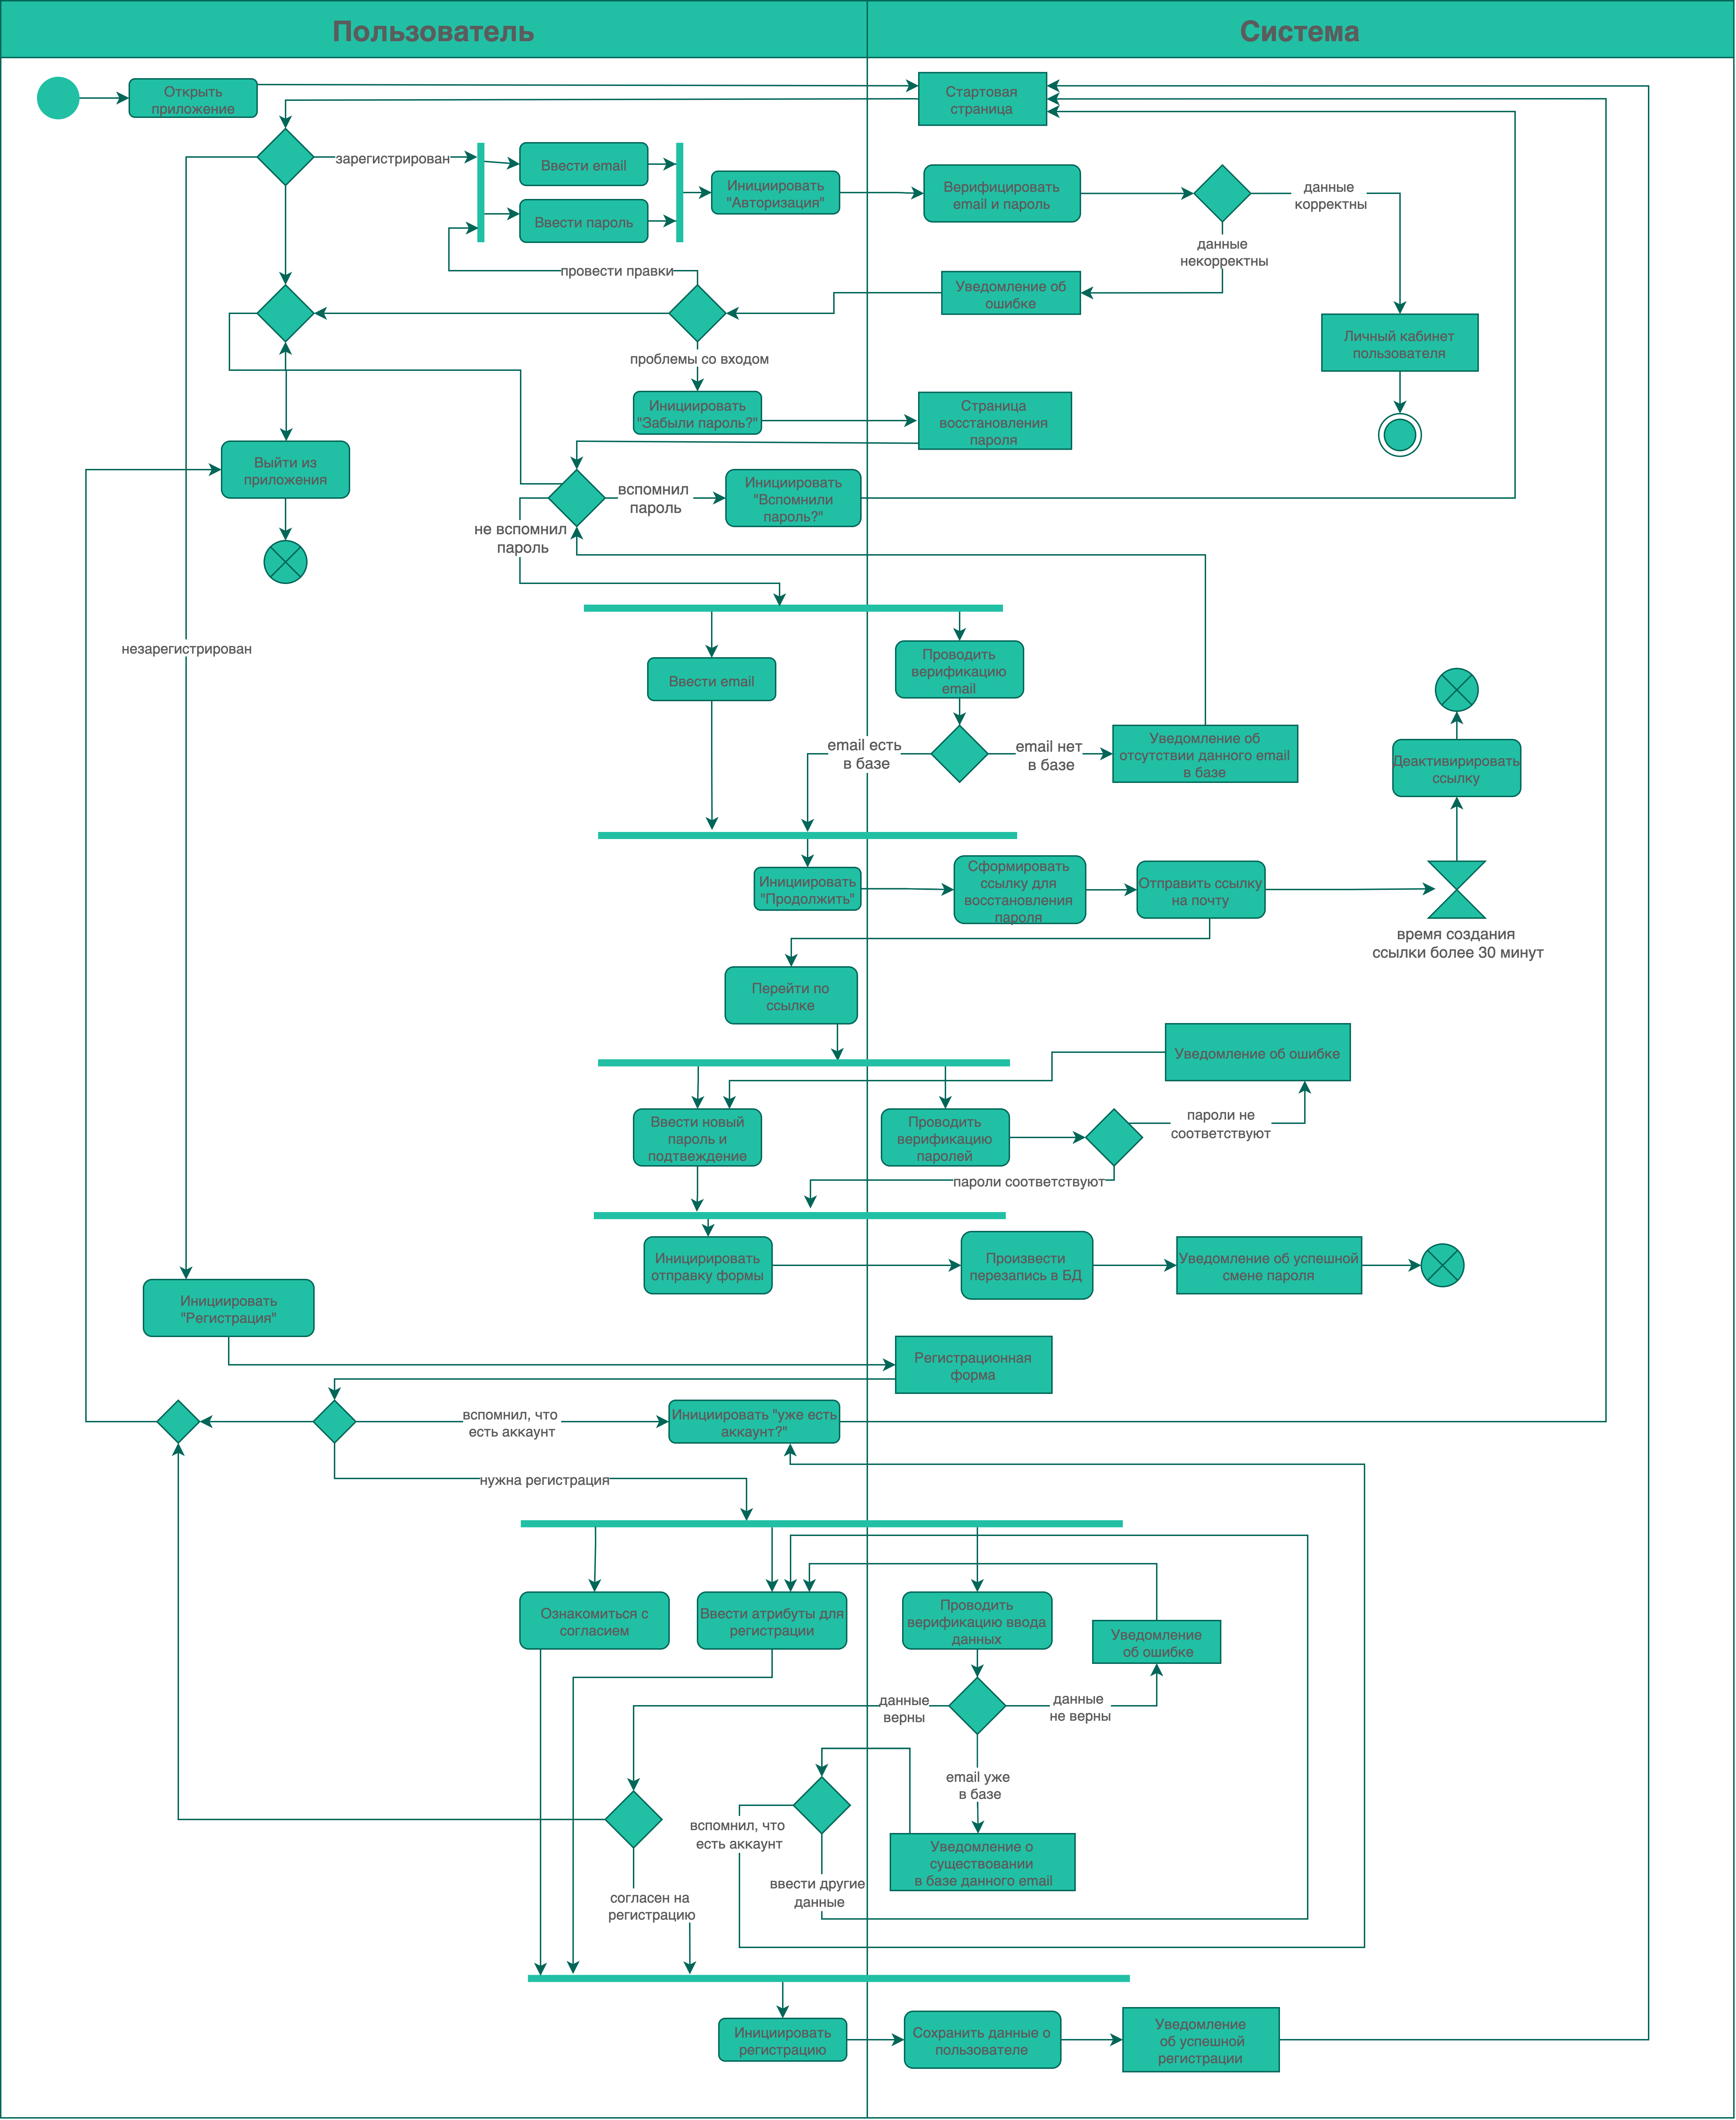 Пользователь
Система
Открыть
приложение
Стартовая
страница
зарегистрирован
Ввести email
Ввести пароль
Инициировать
"Авторизация"
Верифицировать
email и пароль
данные
корректны
данные
некорректны
провести правки
Уведомление об
ошибке
Личный кабинет
пользователя
проблемы со входом
Инициировать
"Забыли пароль?"
Страница
восстановления
пароля
Выйти из
приложения
вспомнил
пароль
Инициировать
"Вспомнили
пароль?"
не вспомнил
пароль
незарегистрирован
Ввести email
Проводить
верификацию
email
email есть
в базе
email нет
в базе
Уведомление об
отсутствии данного email
в базе
Деактивирировать
ссылку
Инициировать
"Продолжить"
Сформировать
ссылку для
восстановления
пароля
Отправить ссылку
на почту
время создания
ссылки более 30 минут
Перейти по
ссылке
Уведомление об ошибке
Ввести новый
пароль и
подтвеждение
Проводить
верификацию
паролей
пароли не
соответствуют
пароли соответствуют
Иницирировать
отправку формы
Произвести
перезапись в БД
Уведомление об успешной
смене пароля
Инициировать
"Регистрация"
Регистрационная
форма
вспомнил, что
есть аккаунт
Инициировать "уже есть
аккаунт?"
нужна регистрация
Ознакомиться с
согласием
Ввести атрибуты для
регистрации
Проводить
верификацию ввода
данных
Уведомление
об ошибке
данные
верны
данные
не верны
email уже
в базе
вспомнил, что
есть аккаунт
Уведомление о
существовании
в базе данного email
ввести другие
данные
согласен на
регистрацию
Инициировать
регистрацию
Сохранить данные о
пользователе
Уведомление
об успешной
регистрации